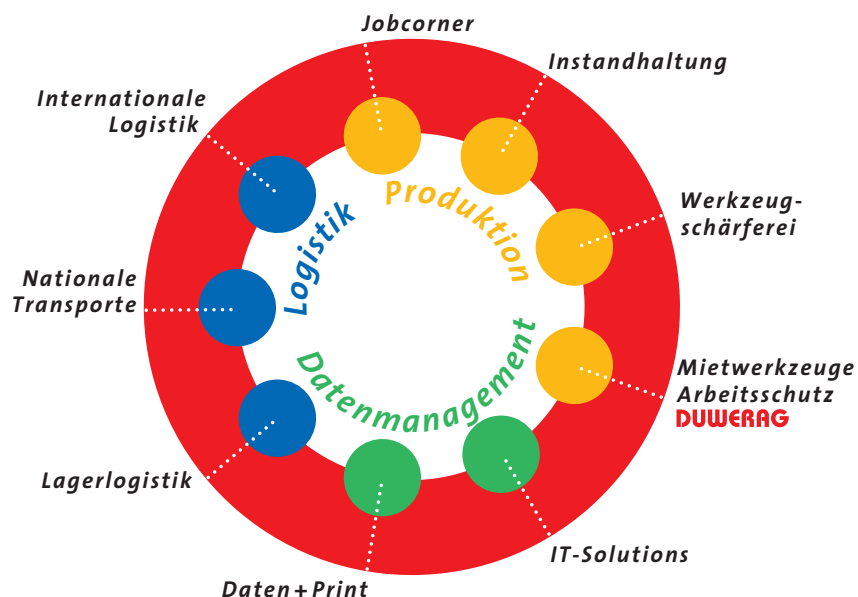 Jobcorner
Instandhaltung
Internationale
Logistik
Werkzeug-
schärferei
Produktion
Logistik
Nationale
Transporte
Datenmanagement
Mietwerkzeuge
Arbeitsschutz
DUWERAG
Lagerlogistik
IT-Solutions
Daten+Print